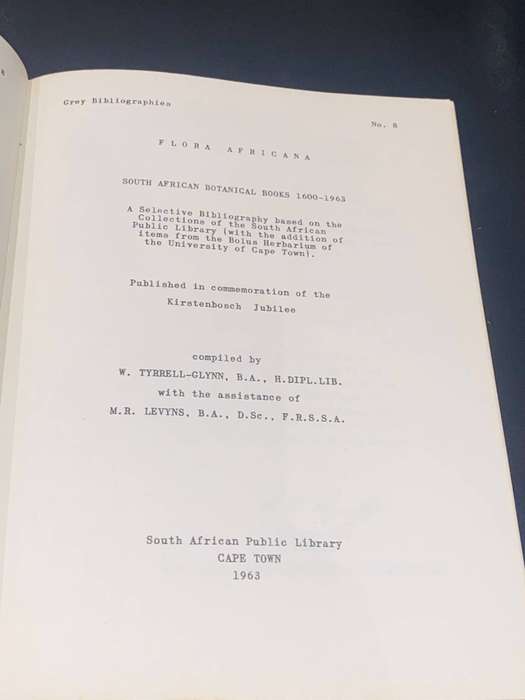 Grey Bibliographies
No. 8
FLORA AFRICANA
SOUTH AFRICAN BOTANICAL BOOKS 1600-1963
A Selective Bibliography based on the
Collections of the South African
Public Library (with the addition of
items from the Bolus Herbarium of
the University of Cape Town).
Published in commemoration of the
Kirstenbosch Jubilee
compiled by
W. TYRRELL-GLYNN, B.A., H.DIPL.LIB.
with the assistance of
M.R. LEVYNS, B.A., D.Sc., F.R.S.S.A.
South African Public Library
CAPE TOWN
1963